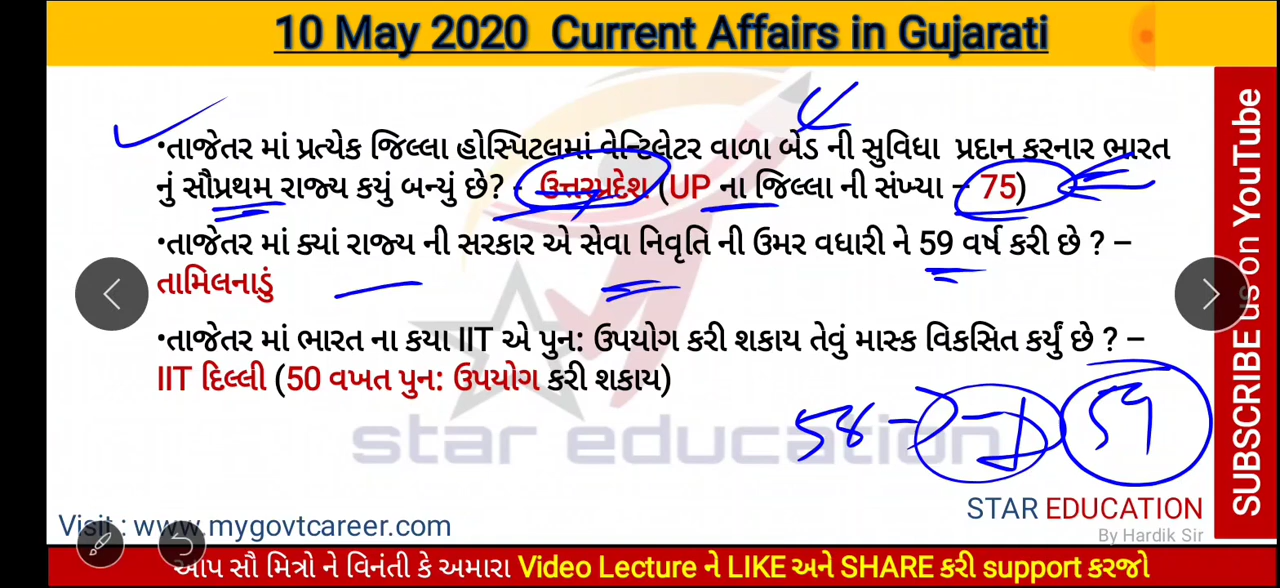 10 May 2020 Current Affairs in Gujarati
•તાજેતર માં પ્રત્યેક જિલ્લા હોસ્પિટલમાં વેન્ટિલેટર વાળા બેડ ની સુવિધા પ્રદાન કરનાર ભારત
નું સૌપ્રથમ રાજ્ય કયું બન્યું છે? - ઉત્તરપ્રદેશ (UP ના જિલ્લા ની સંખ્યા – 75)
•તાજેતર માં ક્યાં રાજ્ય ની સરકાર એ સેવા નિવૃતિ ની ઉમર વધારી ને 59 વર્ષ કરી છે ? –
તામિલનાડું
•તાજેતર માં ભારત ના કયા IIT એ પુન: ઉપયોગ કરી શકાય તેવું માસ્ક વિકસિત કર્યું છે ? –
IIT દિલ્લી (50 વખત પુન: ઉપયોગ કરી શકાય)
58 59
star education
STAR EDUCATION
By Hardik Sir
Visit : www.mygovtcareer.com
આપ સૌ મિત્રો ને વિનંતી કે અમારા Video Lecture ને LIKE અને SHARE કરી support કરજો
SUBSCRIBE us on YouTube